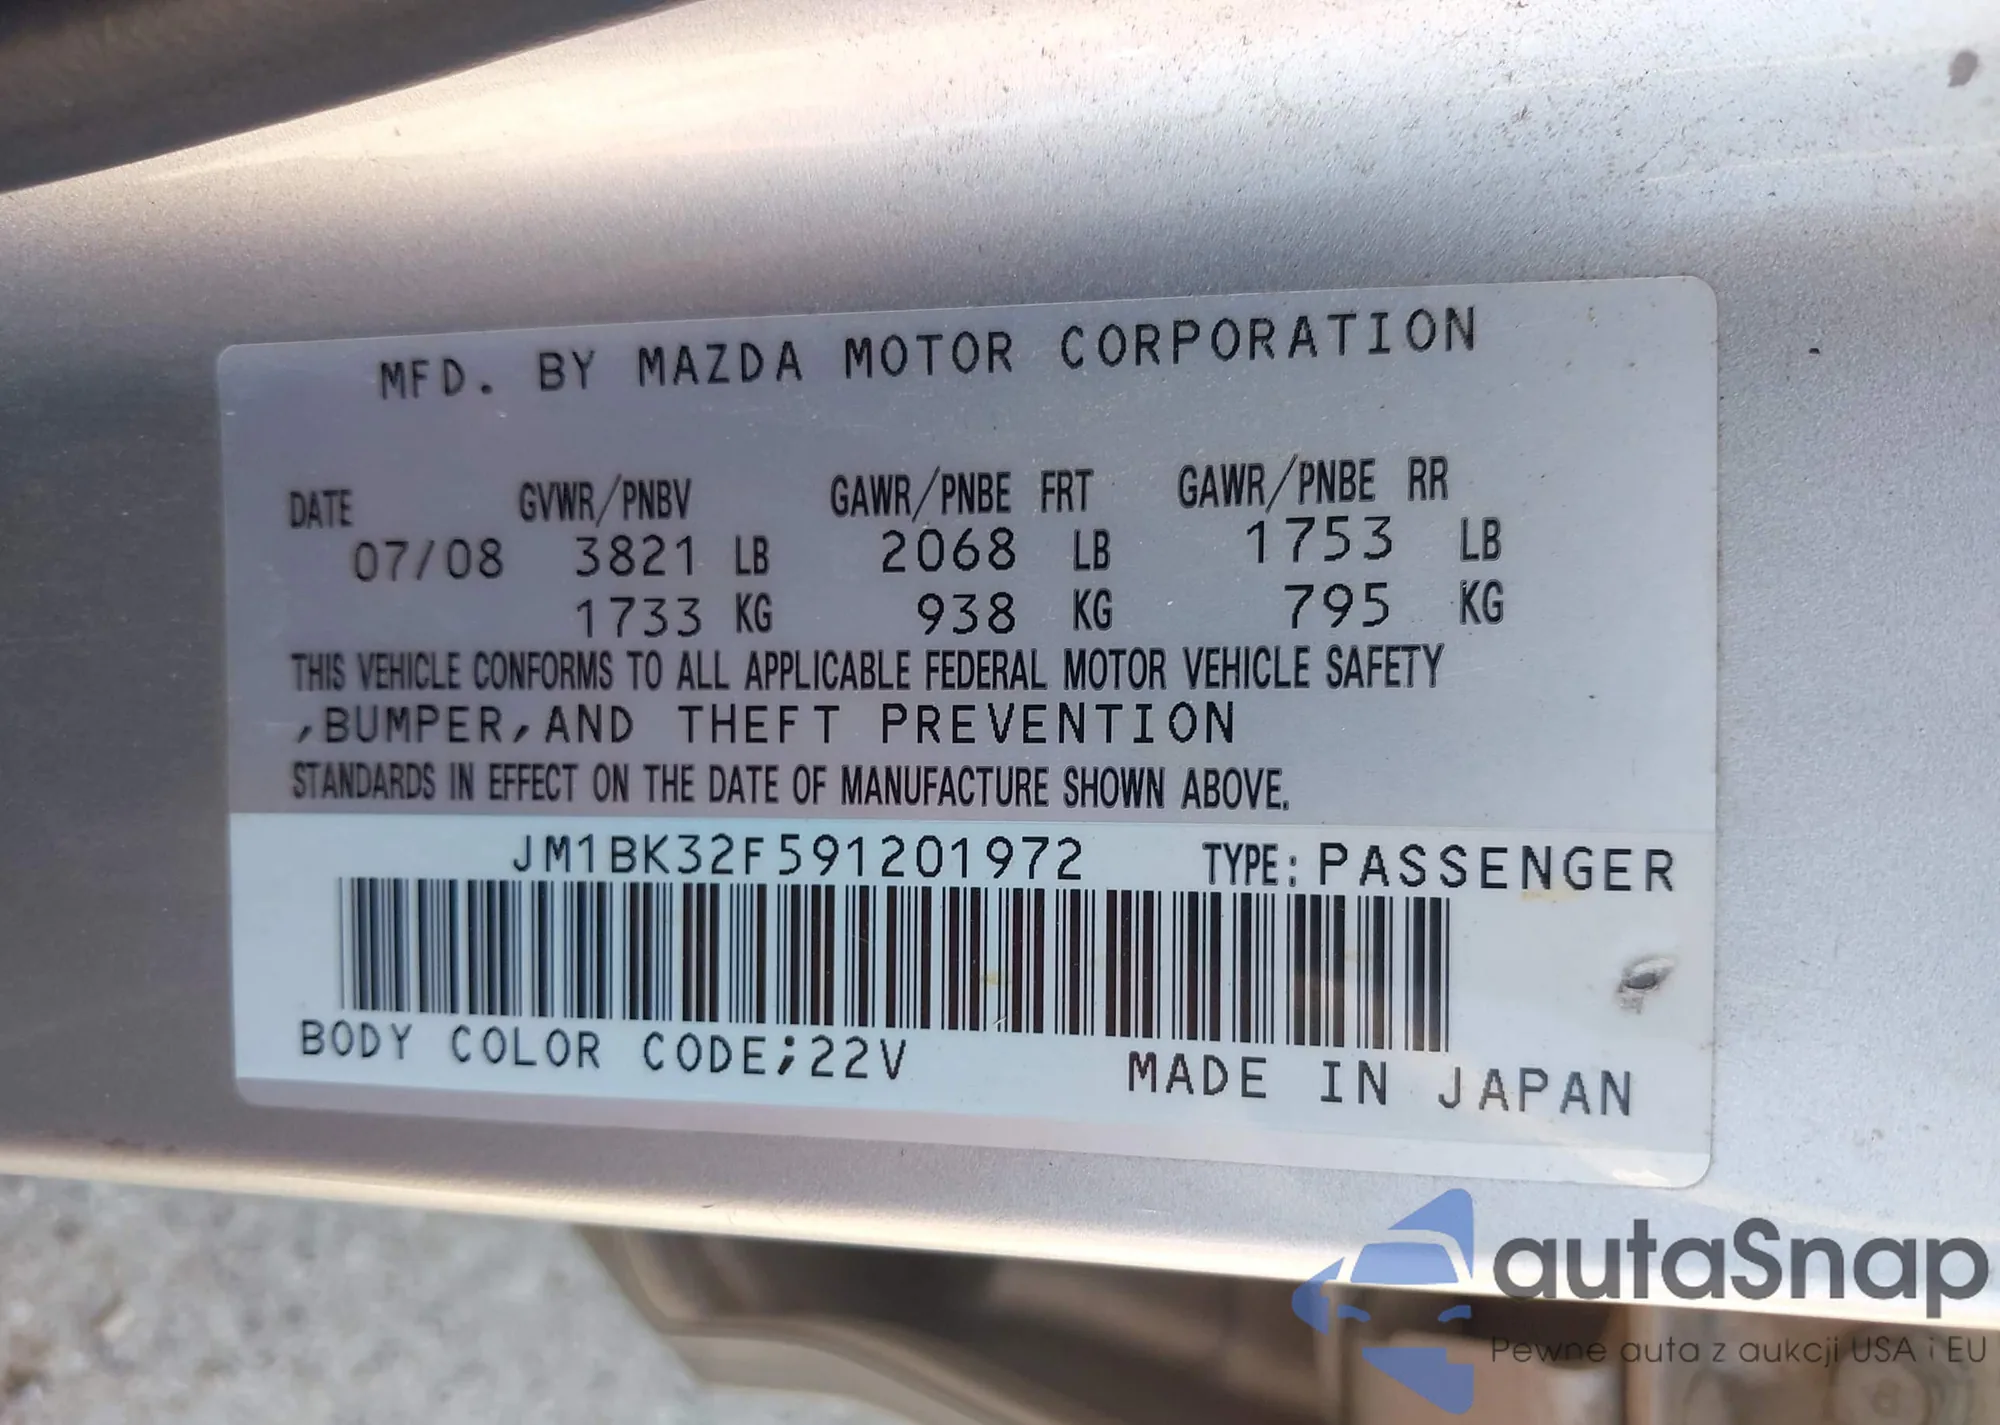 MFD. BY MAZDA MOTOR CORPORATION
DATE GVWR/PNBV GAWR/PNBE FRT GAWR/PNBE RR
07/08 3821 LB 2068 LB 1753 LB
1733 KG 938 KG 795 KG
THIS VEHICLE CONFORMS TO ALL APPLICABLE FEDERAL MOTOR VEHICLE SAFETY
,BUMPER,AND THEFT PREVENTION
STANDARDS IN EFFECT ON THE DATE OF MANUFACTURE SHOWN ABOVE.
JM1BK32F591201972 TYPE: PASSENGER
BODY COLOR CODE;22V MADE IN JAPAN
autaSnap
Pewne auta z aukcji USA i EU